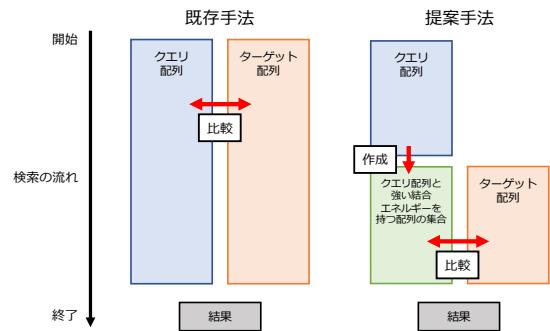 既存手法
提案手法
開始
検索の流れ
終了
クエリ
配列
ターゲット
配列
比較
結果
クエリ
配列
作成
クエリ配列と
強い結合
エネルギーを
持つ配列の集合
ターゲット
配列
比較
結果